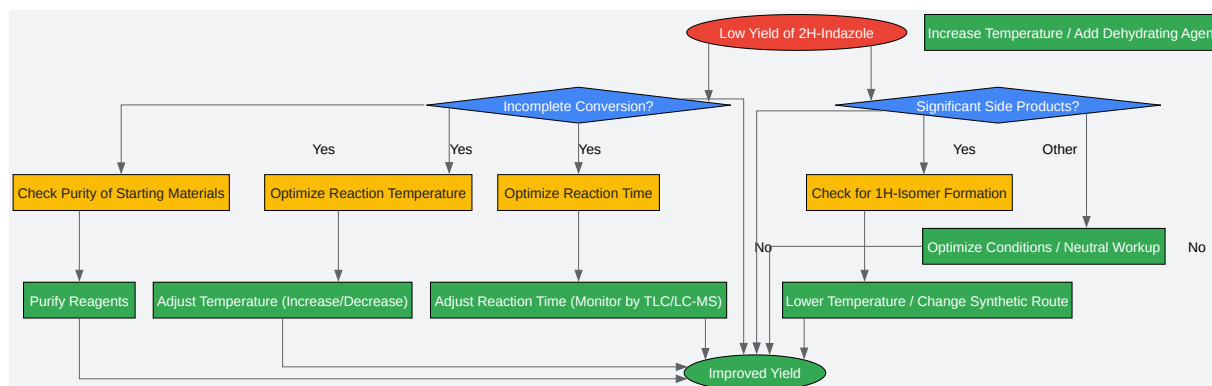 Low Yield of 2H-Indazole
Increase Temperature / Add Dehydrating Agen
Incomplete Conversion?
Significant Side Products?
Yes
Yes
Yes
Yes
Other
Check Purity of Starting Materials
Optimize Reaction Temperature
Optimize Reaction Time
Check for 1H-Isomer Formation
No
Optimize Conditions / Neutral Workup
No
Purify Reagents
Adjust Temperature (Increase/Decrease)
Adjust Reaction Time (Monitor by TLC/LC-MS)
Lower Temperature / Change Synthetic Route
Improved Yield